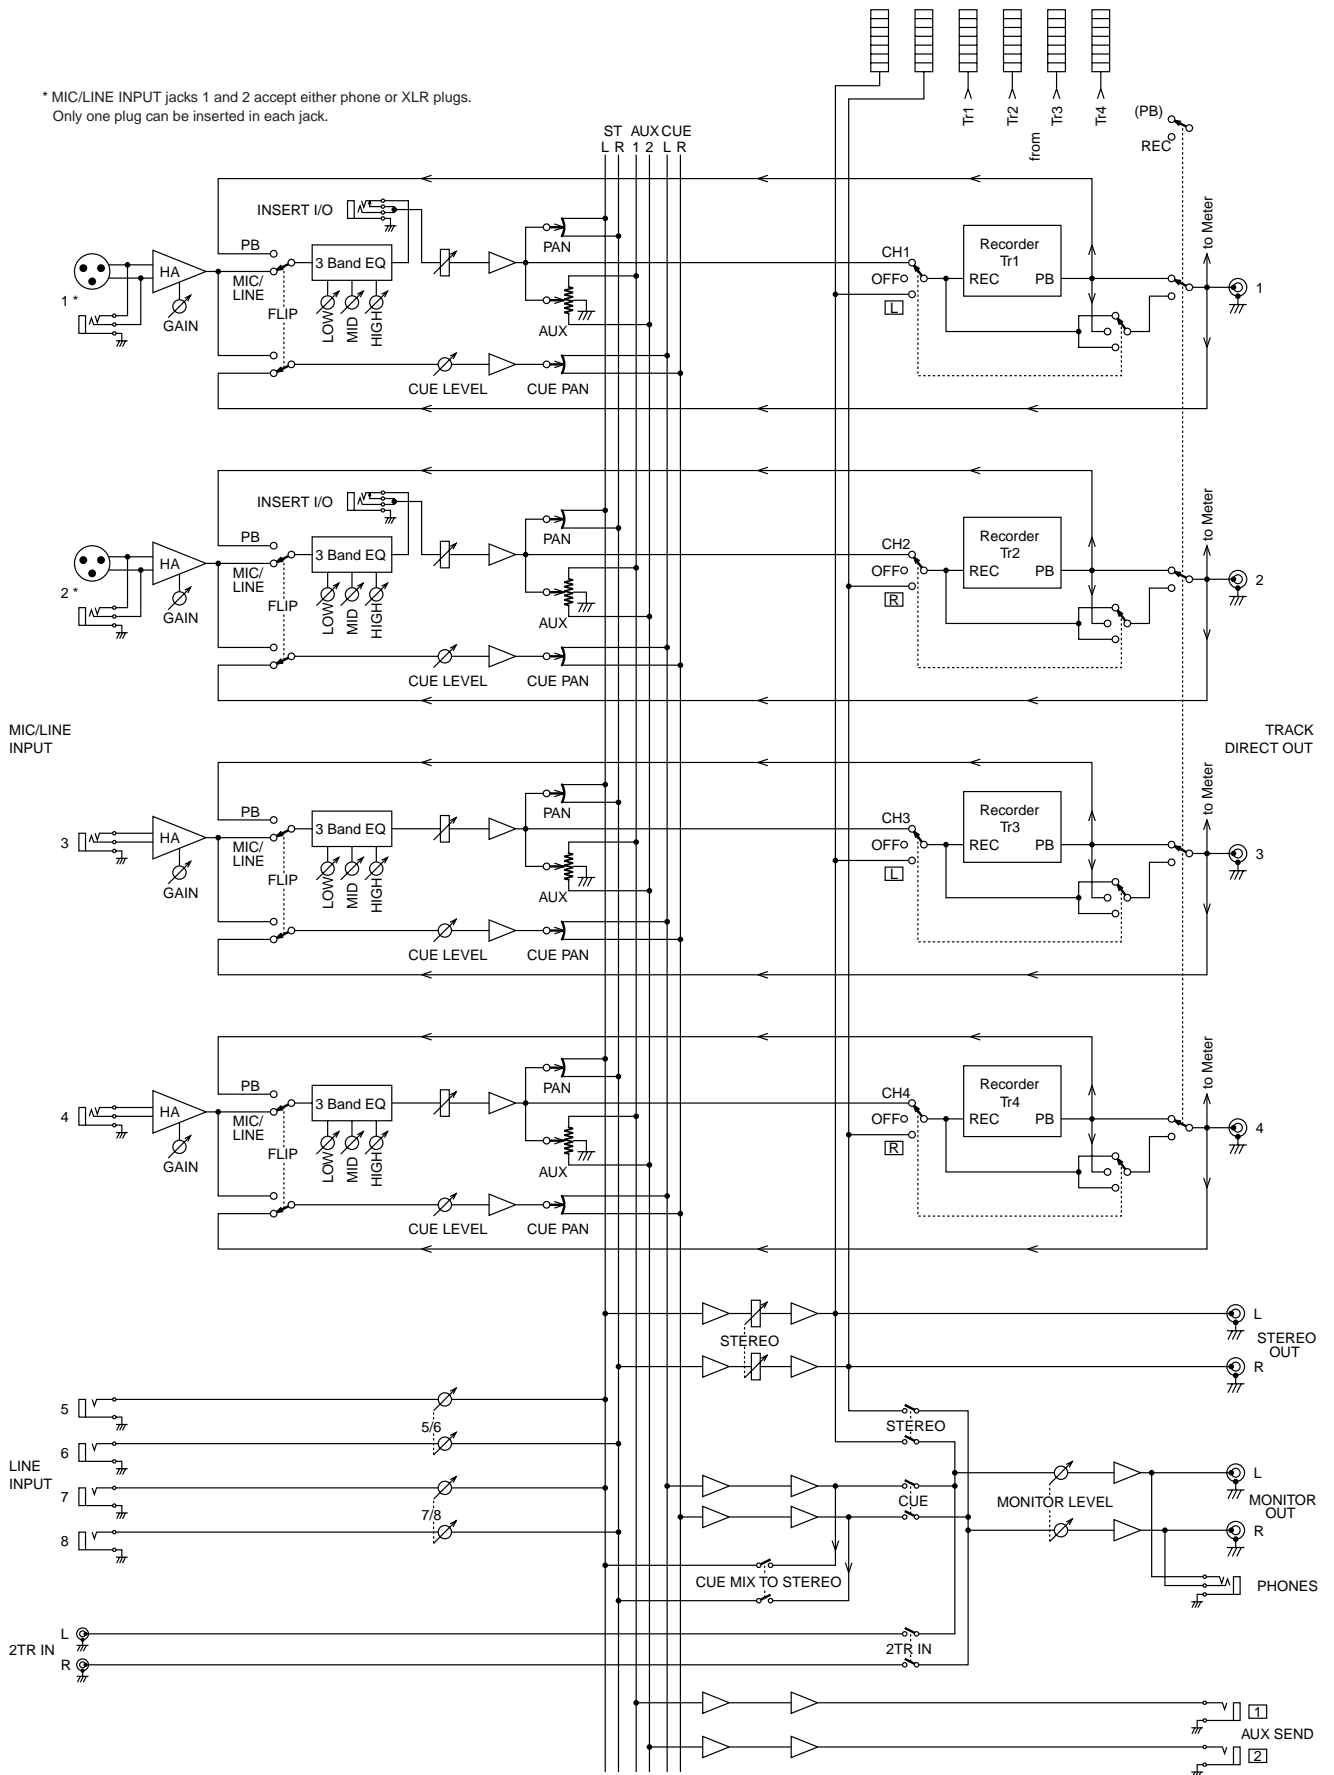 * MIC/LINE INPUT jacks 1 and 2 accept either phone or XLR plugs.
Only one plug can be inserted in each jack.
ST AUX CUE
L R 1 2 L R
Tr1
Tr2
from
Tr3
Tr4
(PB)
REC
INSERT I/O
PB
HA
MIC/
LINE
1 *
GAIN
FLIP
3 Band EQ
LOW
MID
HIGH
PAN
AUX
CUE LEVEL
CUE PAN
CH1
OFF
L
Recorder
Tr1
REC PB
to Meter
1
INSERT I/O
PB
HA
MIC/
LINE
2 *
GAIN
FLIP
3 Band EQ
LOW
MID
HIGH
PAN
AUX
CUE LEVEL
CUE PAN
CH2
OFF
R
Recorder
Tr2
REC PB
to Meter
2
MIC/LINE
INPUT
TRACK
DIRECT OUT
PB
3
HA
MIC/
LINE
GAIN
FLIP
3 Band EQ
LOW
MID
HIGH
PAN
AUX
CUE LEVEL
CUE PAN
CH3
OFF
L
Recorder
Tr3
REC PB
to Meter
3
PB
4
HA
MIC/
LINE
GAIN
FLIP
3 Band EQ
LOW
MID
HIGH
PAN
AUX
CUE LEVEL
CUE PAN
CH4
OFF
R
Recorder
Tr4
REC PB
to Meter
4
STEREO
L
STEREO
OUT
R
5
5/6
6
LINE
INPUT
7
7/8
8
STEREO
CUE
MONITOR LEVEL
L
MONITOR
OUT
R
CUE MIX TO STEREO
PHONES
L
2TR IN
R
2TR IN
1
AUX SEND
2